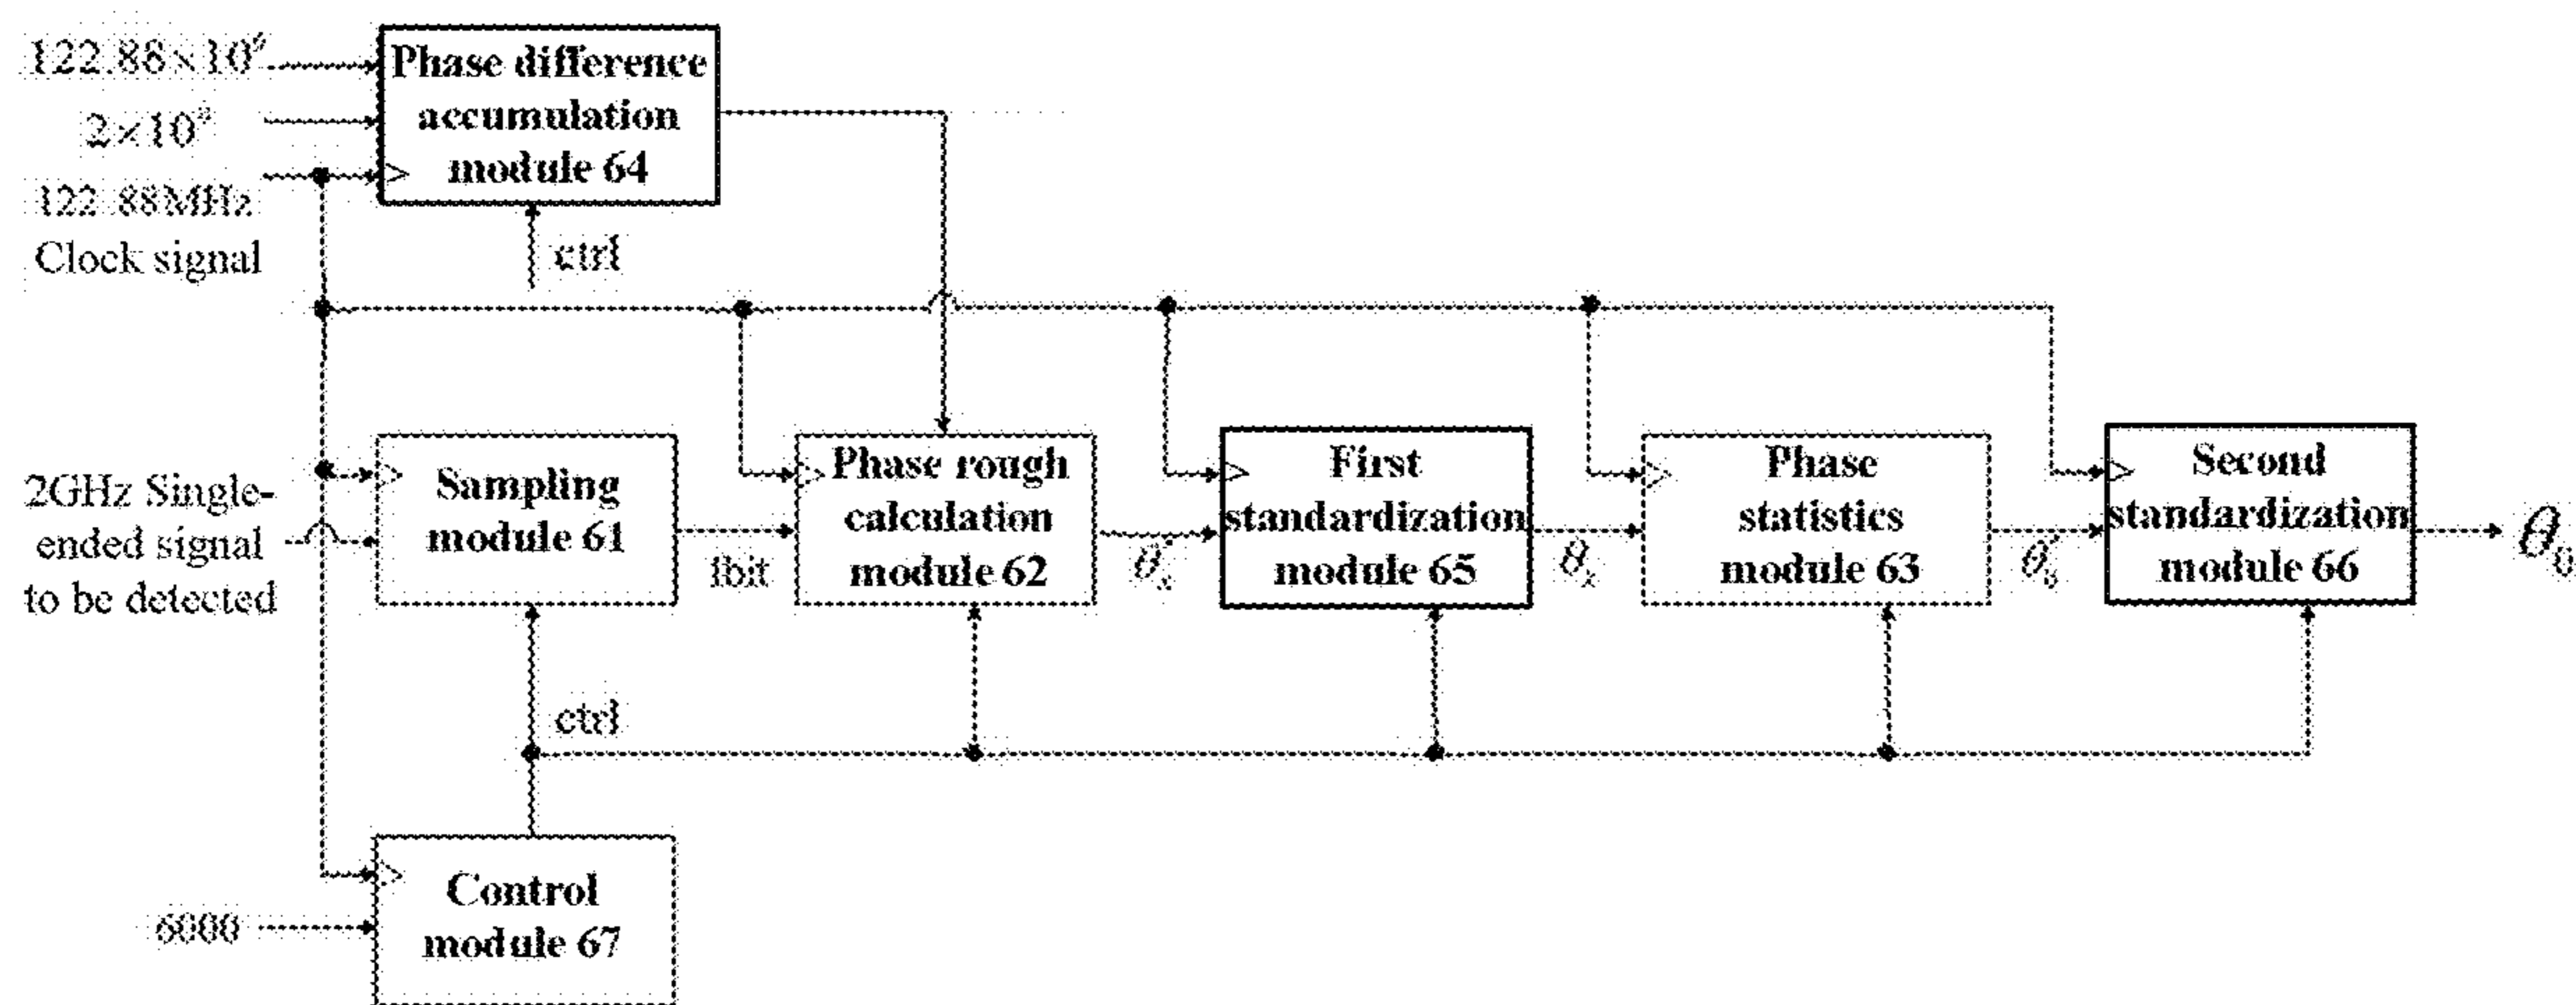 122.88×10⁶
2×10⁹
122.88MHz
Clock signal
Phase difference
accumulation
module 64
ctrl
2GHz Single-
ended signal
to be detected
Sampling
module 61
1bit
Phase rough
calculation
module 62
θ'ₓ
First
standardization
module 65
θₓ
Phase
statistics
module 63
θ'₀
Second
standardization
module 66
θ₀
ctrl
6000
Control
module 67